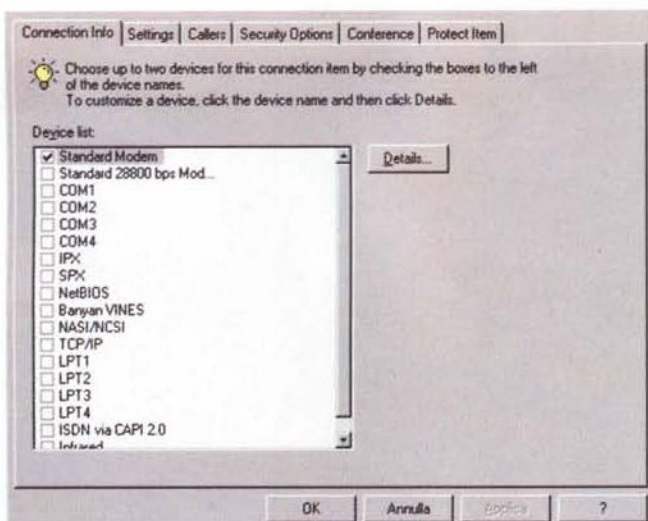 Connection Info Settings Callers Security Options Conference Protect Item
Choose up to two devices for this connection item by checking the boxes to the left
of the device names.
To customize a device, click the device name and then click Details.
Device list:
Standard Modem
Details...
Standard 28800 bps Mod...
COM1
COM2
COM3
COM4
IPX
SPX
NetBIOS
Banyan VINES
NASI/NCSI
TCP/IP
LPT1
LPT2
LPT3
LPT4
ISDN via CAPI 2.0
Infrared
OK Annulla Applica ?